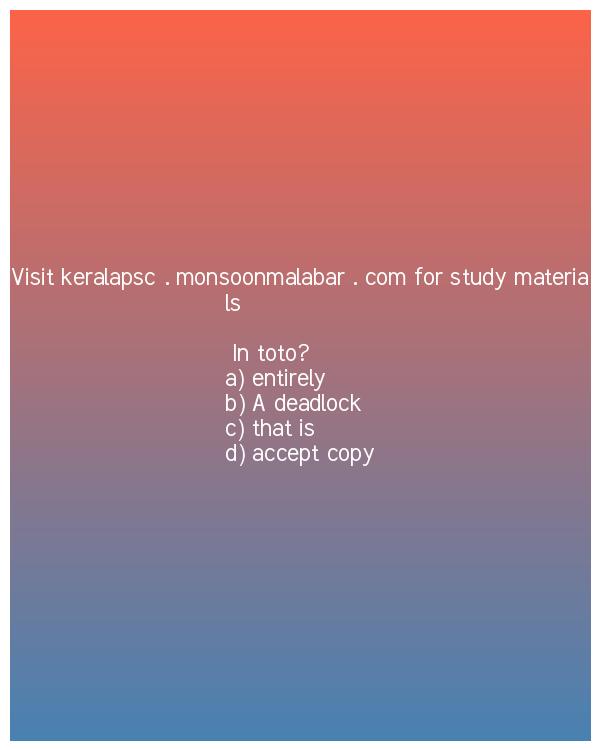 Visit keralapsc . monsoonmalabar . com for study materia
ls
In toto?
a) entirely
b) A deadlock
c) that is
d) accept copy